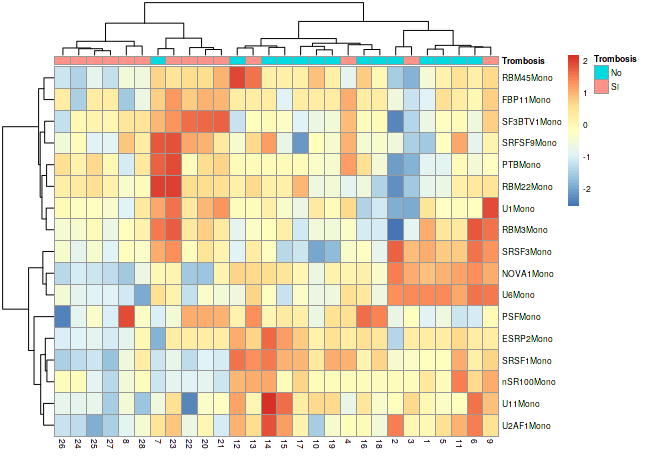 Trombosis
RBM45Mono
FBP11Mono
SF3BTV1Mono
SRFSF9Mono
PTBMono
RBM22Mono
U1Mono
RBM3Mono
SRSF3Mono
NOVA1Mono
U6Mono
PSFMono
ESRP2Mono
SRSF1Mono
nSR100Mono
U11Mono
U2AF1Mono
26 24 25 27 8 28 7 23 22 20 21 12 13 14 15 17 10 19 4 16 18 2 3 1 5 11 6 9
2
1
0
-1
-2
Trombosis
No
SI